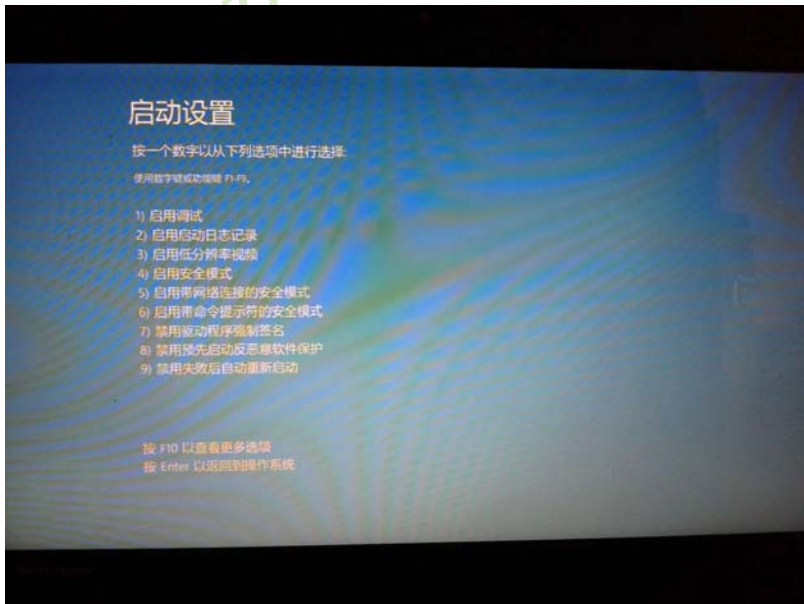 启动设置
按一个数字以从下列选项中进行选择:
使用数字键或功能键 F1-F9。
1) 启用调试
2) 启用启动日志记录
3) 启用低分辨率视频
4) 启用安全模式
5) 启用带网络连接的安全模式
6) 启用带命令提示符的安全模式
7) 禁用驱动程序强制签名
8) 禁用预先启动反恶意软件保护
9) 禁用失败后自动重新启动
按 F10 以查看更多选项
按 Enter 以返回到操作系统